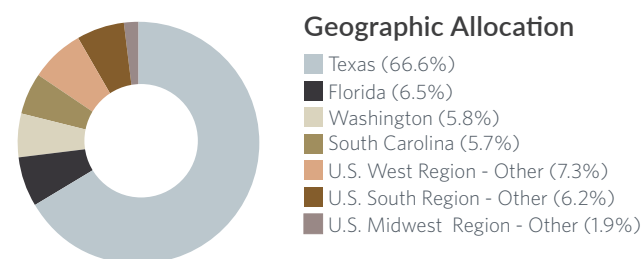 Geographic Allocation
Texas (66.6%)
Florida (6.5%)
Washington (5.8%)
South Carolina (5.7%)
U.S. West Region - Other (7.3%)
U.S. South Region - Other (6.2%)
U.S. Midwest Region - Other (1.9%)